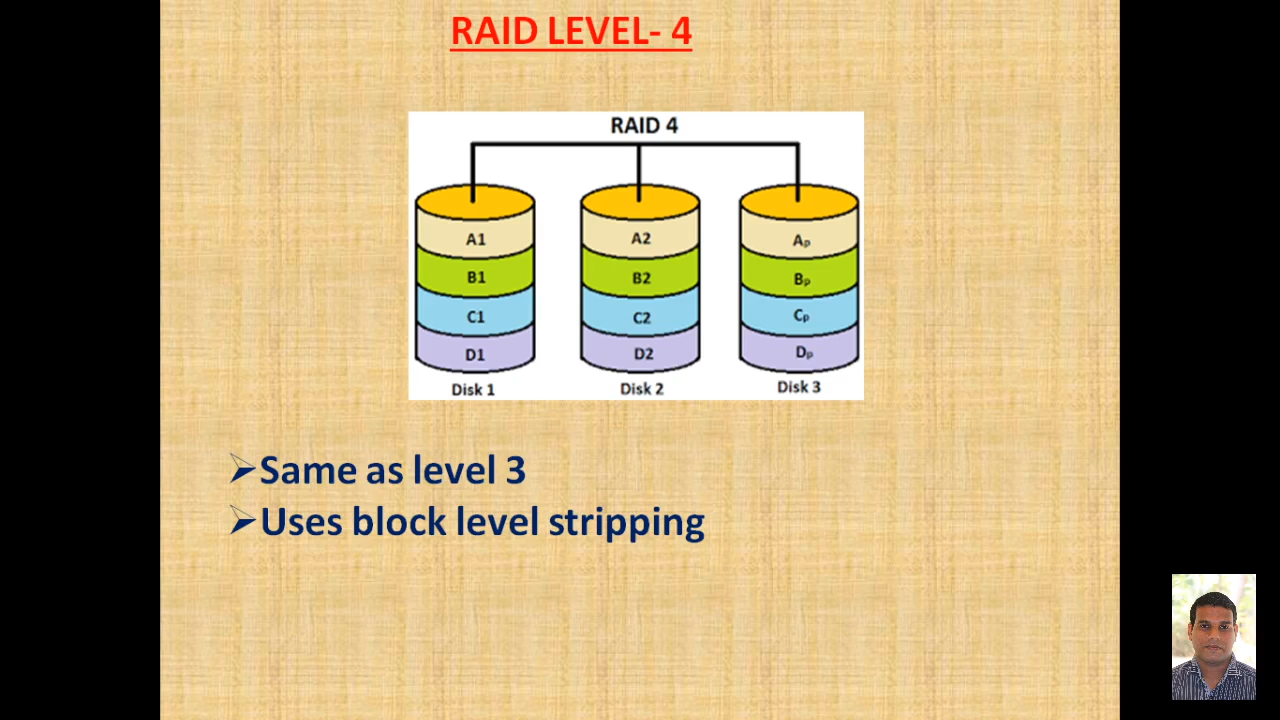 RAID LEVEL- 4
RAID 4
A1 A2 Ap
B1 B2 Bp
C1 C2 Cp
D1 D2 Dp
Disk 1 Disk 2 Disk 3
Same as level 3
Uses block level stripping